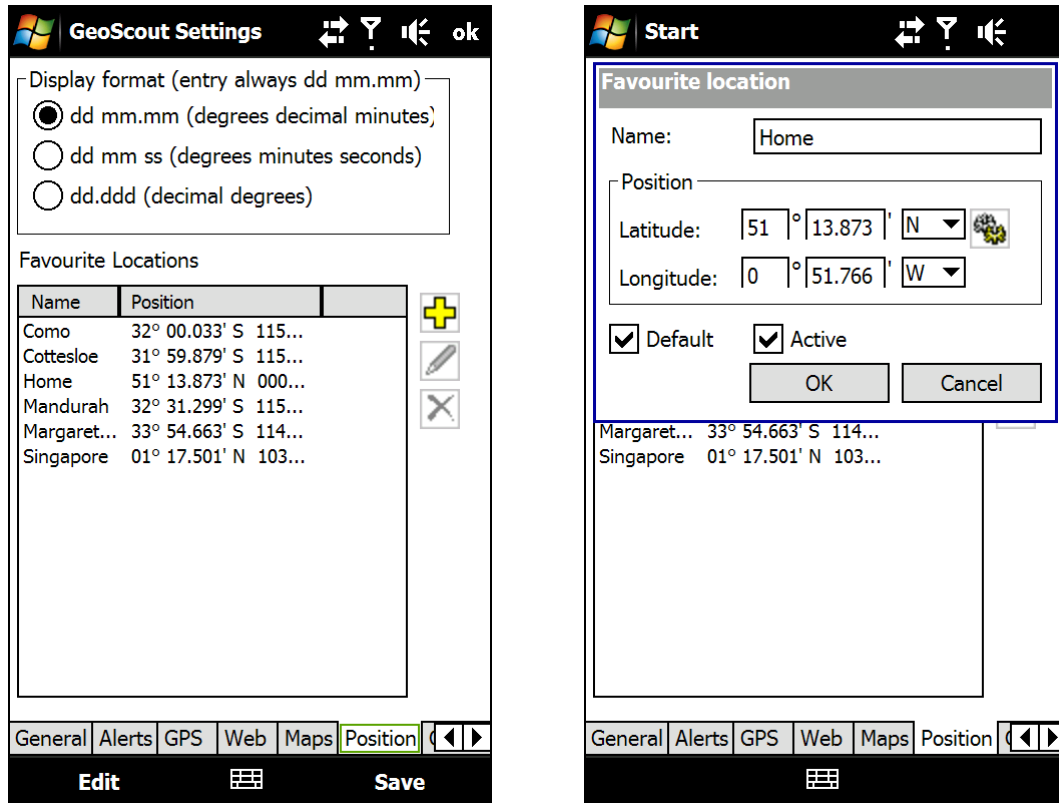 GeoScout Settings ok
Display format (entry always dd mm.mm)
dd mm.mm (degrees decimal minutes)
dd mm ss (degrees minutes seconds)
dd.ddd (decimal degrees)
Favourite Locations
Name Position
Como 32° 00.033' S 115...
Cottesloe 31° 59.879' S 115...
Home 51° 13.873' N 000...
Mandurah 32° 31.299' S 115...
Margaret... 33° 54.663' S 114...
Singapore 01° 17.501' N 103...
General Alerts GPS Web Maps Position
Edit Save
Start
Favourite location
Name: Home
Position
Latitude: 51 ° 13.873 ' N
Longitude: 0 ° 51.766 ' W
Default Active
OK Cancel
Margaret... 33° 54.663' S 114...
Singapore 01° 17.501' N 103...
General Alerts GPS Web Maps Position